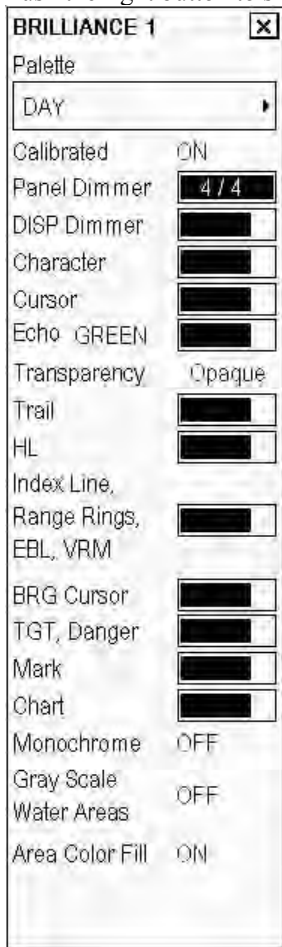 BRILLIANCE 1 X
Palette
DAY
Calibrated ON
Panel Dimmer 4 / 4
DISP Dimmer
Character
Cursor
Echo GREEN
Transparency Opaque
Trail
HL
Index Line,
Range Rings,
EBL, VRM
BRG Cursor
TGT, Danger
Mark
Chart
Monochrome OFF
Gray Scale
Water Areas OFF
Area Color Fill ON